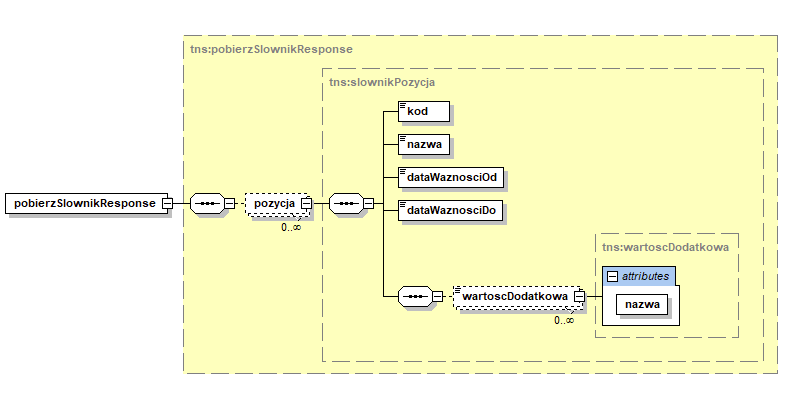 tns:pobierzSlownikResponse
tns:slownikPozycja
kod
nazwa
dataWaznosciOd
pobierzSlownikResponse
pozycja
0..∞
dataWaznosciDo
tns:wartoscDodatkowa
attributes
wartoscDodatkowa
0..∞
nazwa